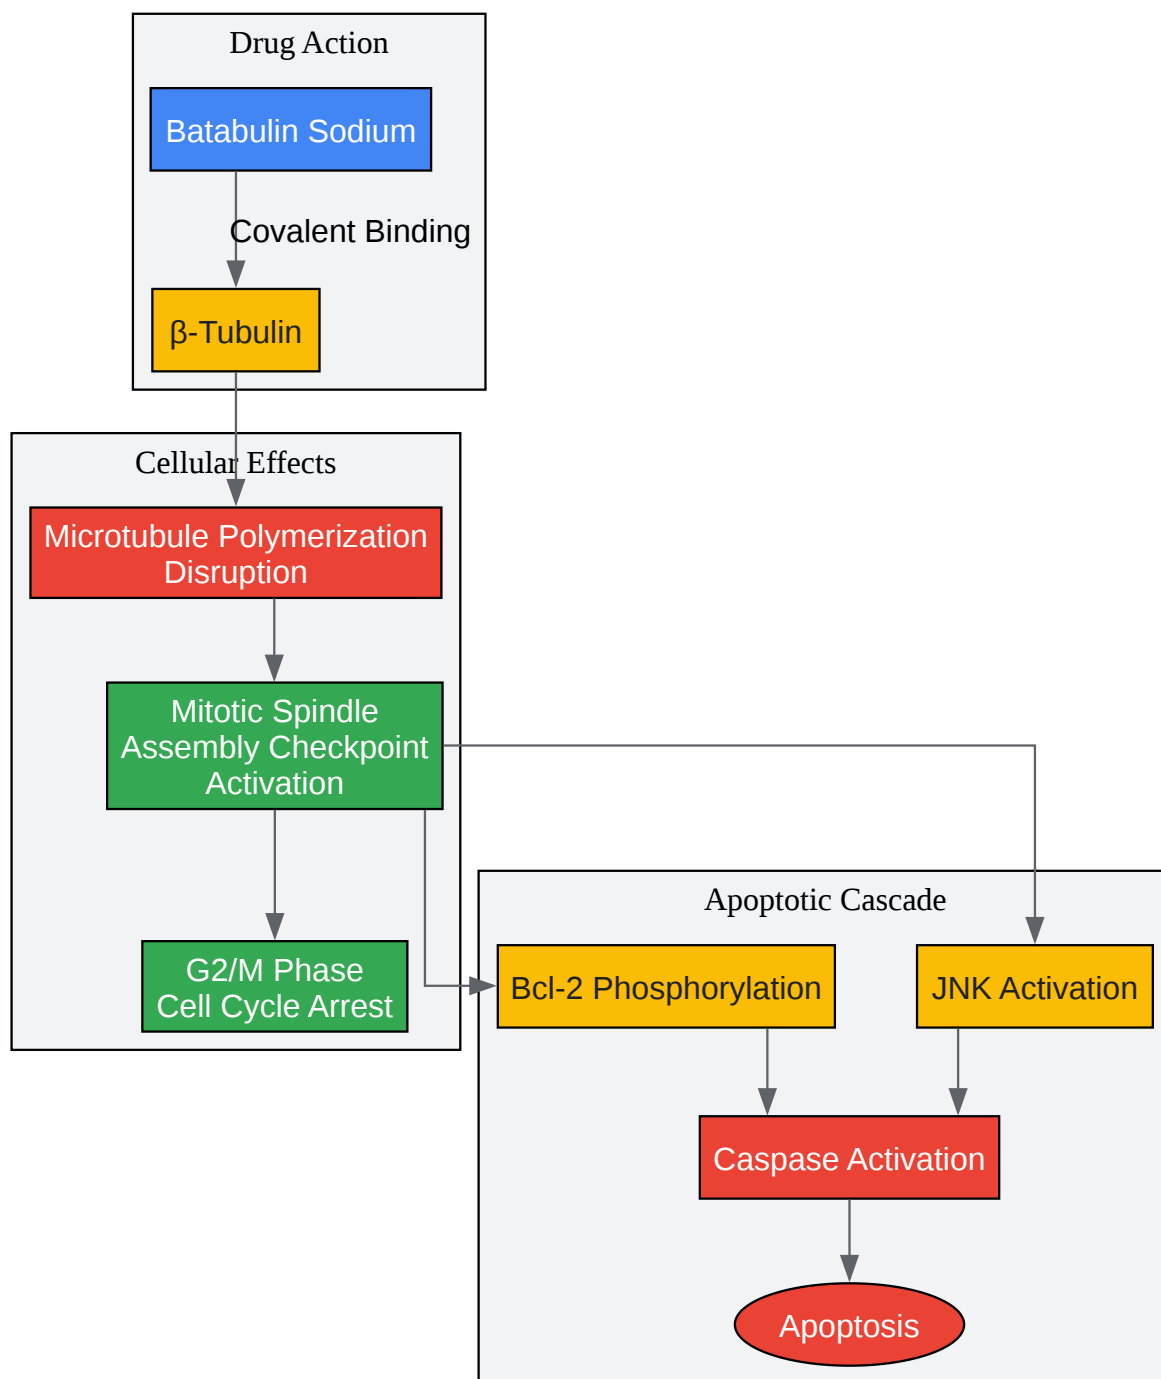 Drug Action
Batabulin Sodium
Covalent Binding
β-Tubulin
Cellular Effects
Microtubule Polymerization
Disruption
Mitotic Spindle
Assembly Checkpoint
Activation
G2/M Phase
Cell Cycle Arrest
Apoptotic Cascade
Bcl-2 Phosphorylation
JNK Activation
Caspase Activation
Apoptosis